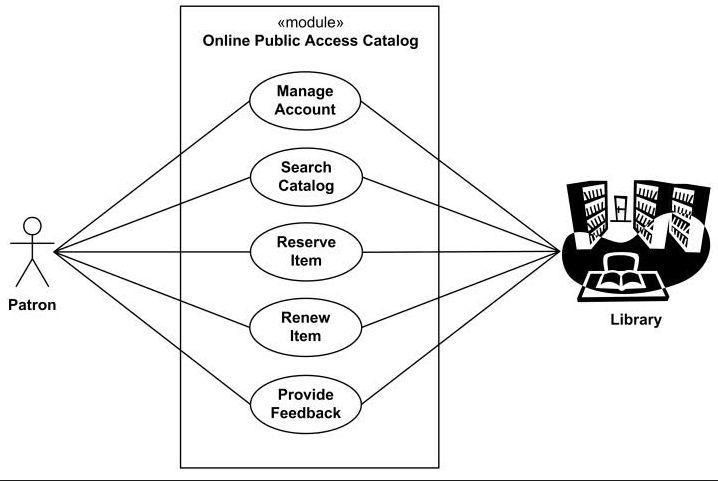 «module»
Online Public Access Catalog
Manage
Account
Search
Catalog
Reserve
Item
Renew
Item
Provide
Feedback
Patron
Library